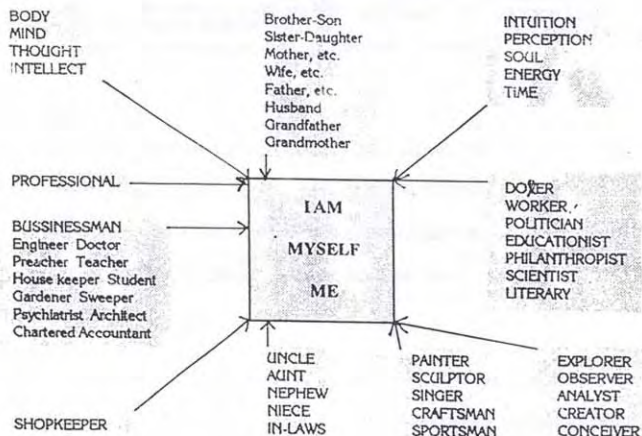 BODY
MIND
THOUGHT
INTELLECT
Brother-Son
Sister-Daughter
Mother, etc.
Wife, etc.
Father, etc.
Husband
Grandfather
Grandmother
INTUITION
PERCEPTION
SOUL
ENERGY
TIME
PROFESSIONAL
BUSSINESSMAN
Engineer Doctor
Preacher Teacher
House keeper Student
Gardener Sweeper
Psychiatrist Architect
Chartered Accountant
I AM
MYSELF
ME
WORKER
POLITICIAN
EDUCATIONIST
PHILANTHROPIST
SCIENTIST
LITERARY
SHOPKEEPER
UNCLE
AUNT
NEPHEW
NIECE
IN-LAWS
PAINTER
SCULPTOR
SINGER
CRAFTSMAN
SPORTSMAN
EXPLORER
OBSERVER
ANALYST
CREATOR
CONCEIVER